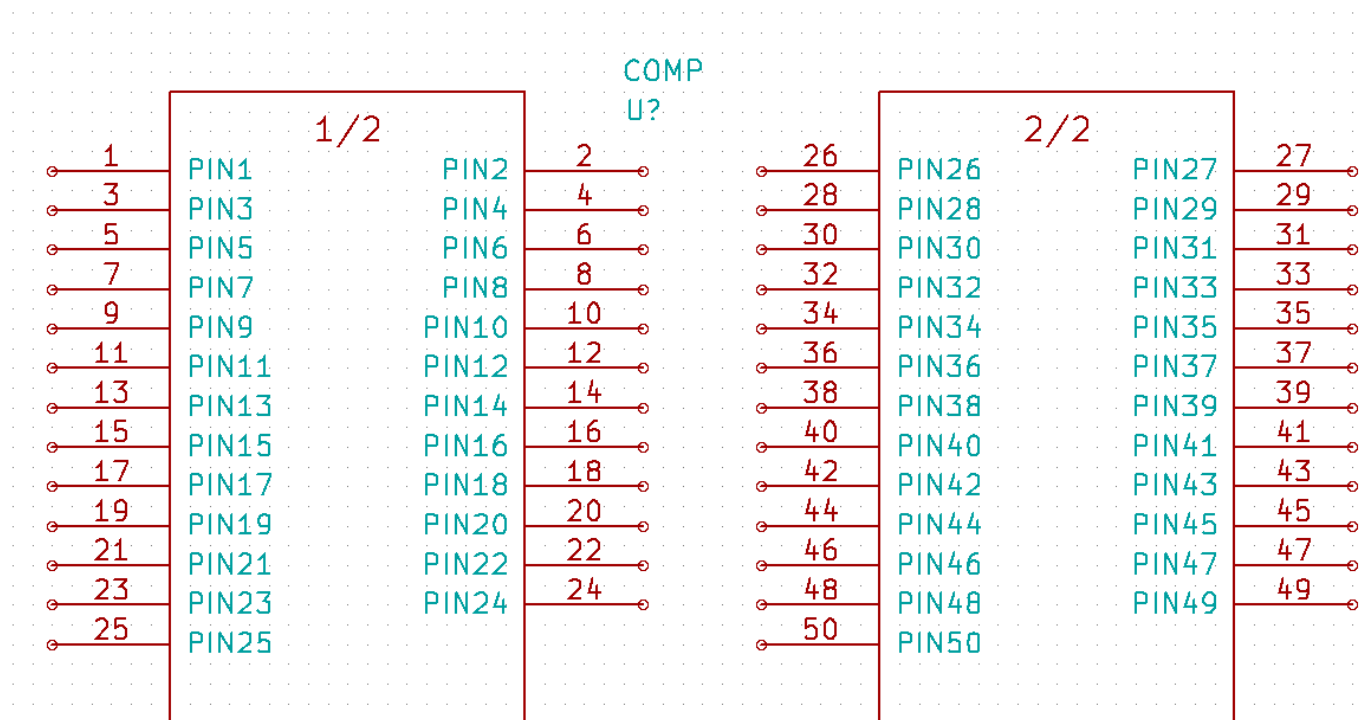 COMP
U?
1/2
1 PIN1 PIN2 2
3 PIN3 PIN4 4
5 PIN5 PIN6 6
7 PIN7 PIN8 8
9 PIN9 PIN10 10
11 PIN11 PIN12 12
13 PIN13 PIN14 14
15 PIN15 PIN16 16
17 PIN17 PIN18 18
19 PIN19 PIN20 20
21 PIN21 PIN22 22
23 PIN23 PIN24 24
25 PIN25
2/2
26 PIN26 PIN27 27
28 PIN28 PIN29 29
30 PIN30 PIN31 31
32 PIN32 PIN33 33
34 PIN34 PIN35 35
36 PIN36 PIN37 37
38 PIN38 PIN39 39
40 PIN40 PIN41 41
42 PIN42 PIN43 43
44 PIN44 PIN45 45
46 PIN46 PIN47 47
48 PIN48 PIN49 49
50 PIN50